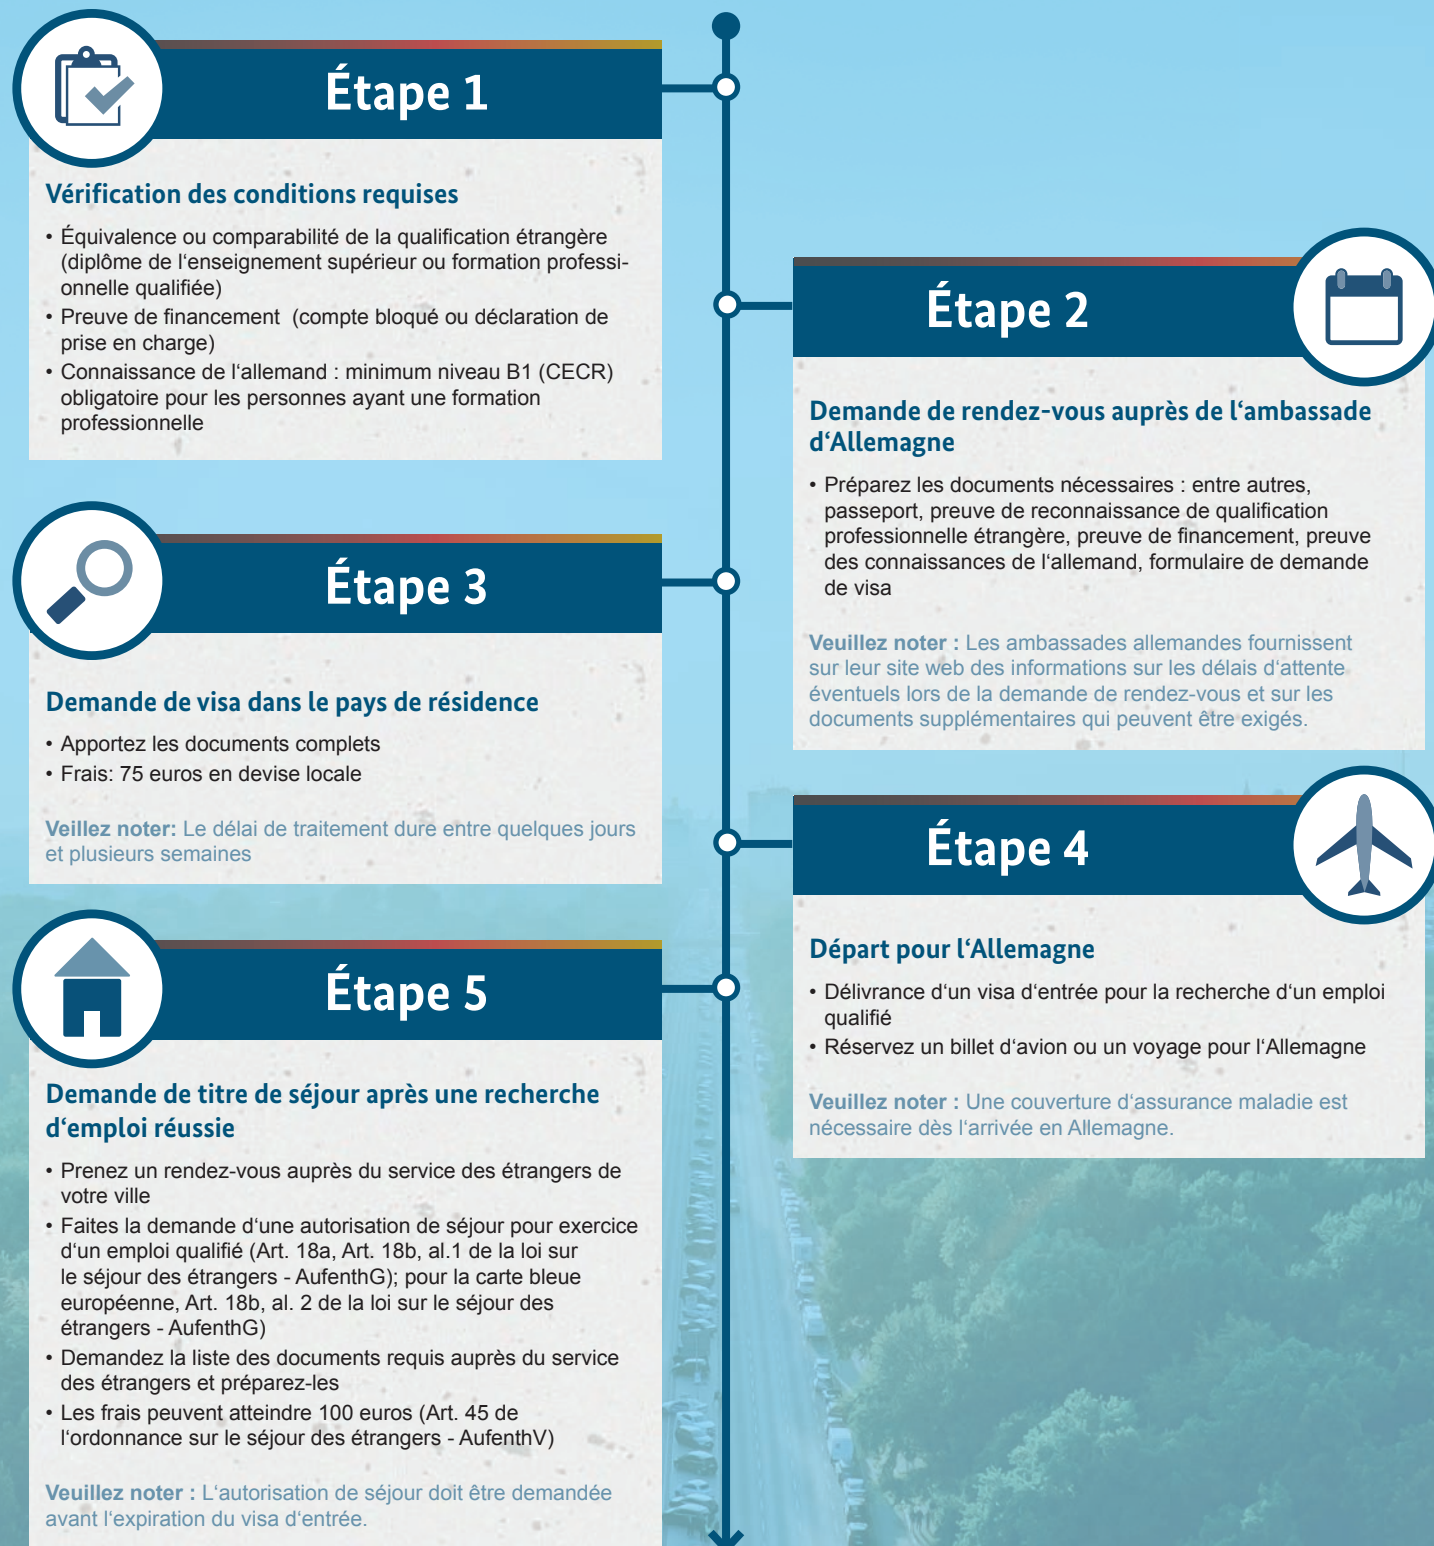 Étape 1
Vérification des conditions requises
• Équivalence ou comparabilité de la qualification étrangère
(diplôme de l‘enseignement supérieur ou formation professi-
onnelle qualifiée)
• Preuve de financement  (compte bloqué ou déclaration de
prise en charge)
• Connaissance de l‘allemand : minimum niveau B1 (CECR)
obligatoire pour les personnes ayant une formation
professionnelle
Étape 2
Demande de rendez-vous auprès de l‘ambassade
d‘Allemagne
• Préparez les documents nécessaires : entre autres,
passeport, preuve de reconnaissance de qualification
professionnelle étrangère, preuve de financement, preuve
des connaissances de l‘allemand, formulaire de demande
de visa
Veuillez noter : Les ambassades allemandes fournissent
sur leur site web des informations sur les délais d‘attente
éventuels lors de la demande de rendez-vous et sur les
documents supplémentaires qui peuvent être exigés.
Étape 3
Demande de visa dans le pays de résidence
• Apportez les documents complets
• Frais: 75 euros en devise locale
Veillez noter: Le délai de traitement dure entre quelques jours
et plusieurs semaines
Étape 4
Départ pour l‘Allemagne
• Délivrance d‘un visa d‘entrée pour la recherche d‘un emploi
qualifié
• Réservez un billet d‘avion ou un voyage pour l‘Allemagne
Veuillez noter : Une couverture d‘assurance maladie est
nécessaire dès l‘arrivée en Allemagne.
Étape 5
Demande de titre de séjour après une recherche
d‘emploi réussie
• Prenez un rendez-vous auprès du service des étrangers de
votre ville
• Faites la demande d‘une autorisation de séjour pour exercice
d‘un emploi qualifié (Art. 18a, Art. 18b, al.1 de la loi sur
le séjour des étrangers - AufenthG); pour la carte bleue
européenne, Art. 18b, al. 2 de la loi sur le séjour des
étrangers - AufenthG)
• Demandez la liste des documents requis auprès du service
des étrangers et préparez-les
• Les frais peuvent atteindre 100 euros (Art. 45 de
l‘ordonnance sur le séjour des étrangers - AufenthV)
Veuillez noter : L‘autorisation de séjour doit être demandée
avant l‘expiration du visa d‘entrée.